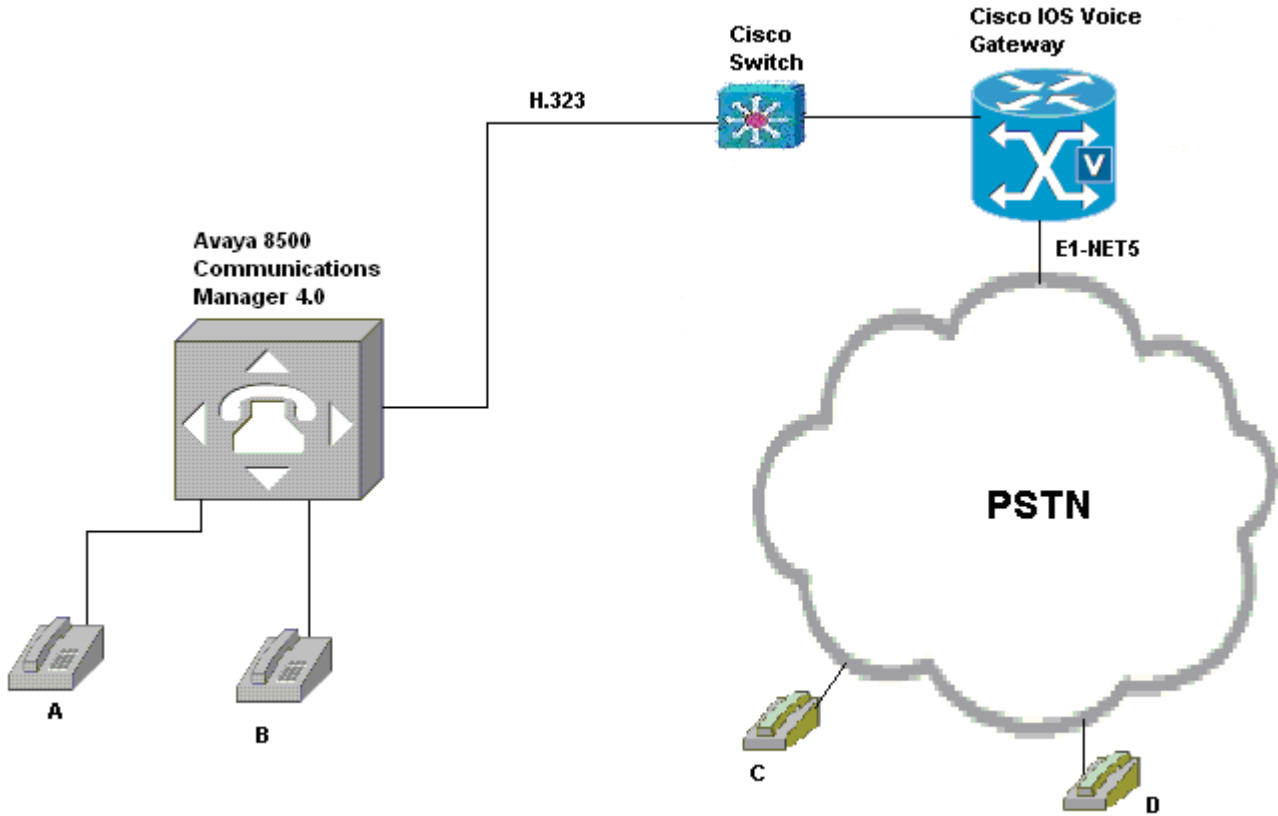 Cisco IOS Voice
Gateway
Cisco
Switch
H.323
V
E1-NET5
Avaya 8500
Communications
Manager 4.0
PSTN
A
B
C
D